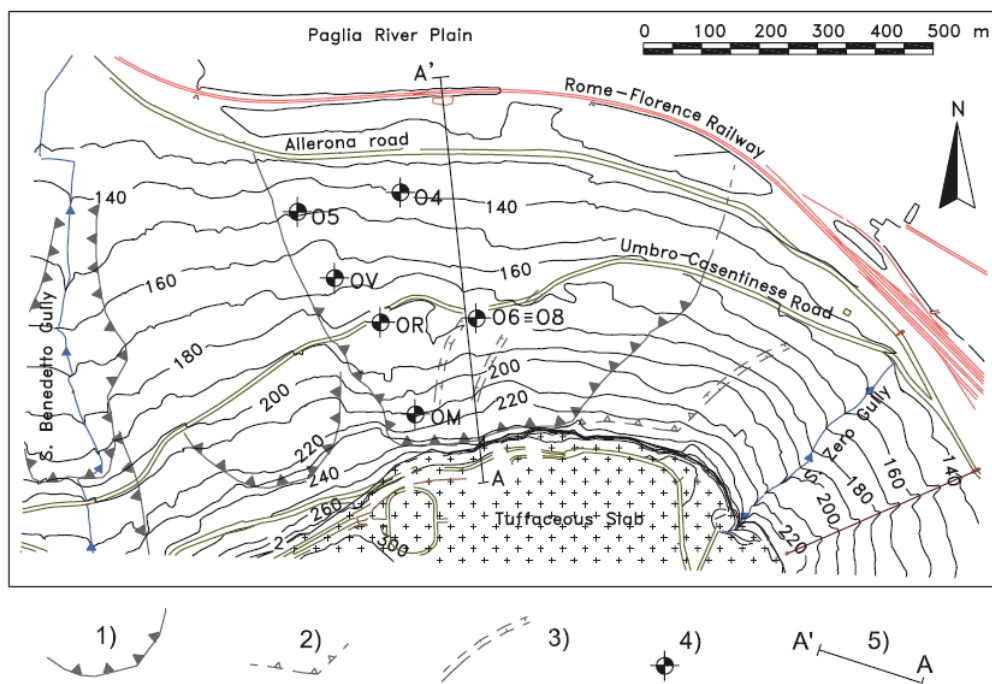 Paglia River Plain
0 100 200 300 400 500 m
A'
Rome-Florence Railway
N
Allerona road
140
O4
140
O5
Umbro-Casentinese Road
160
160
OV
S. Benedetto Gully
OR
O6≡O8
180
200
200
OM
220
220
S. Zero Gully
140
160
180
200
220
240
A
260
Tuffaceous Slab
300
1) 2) 3) 4) 5)
A' A